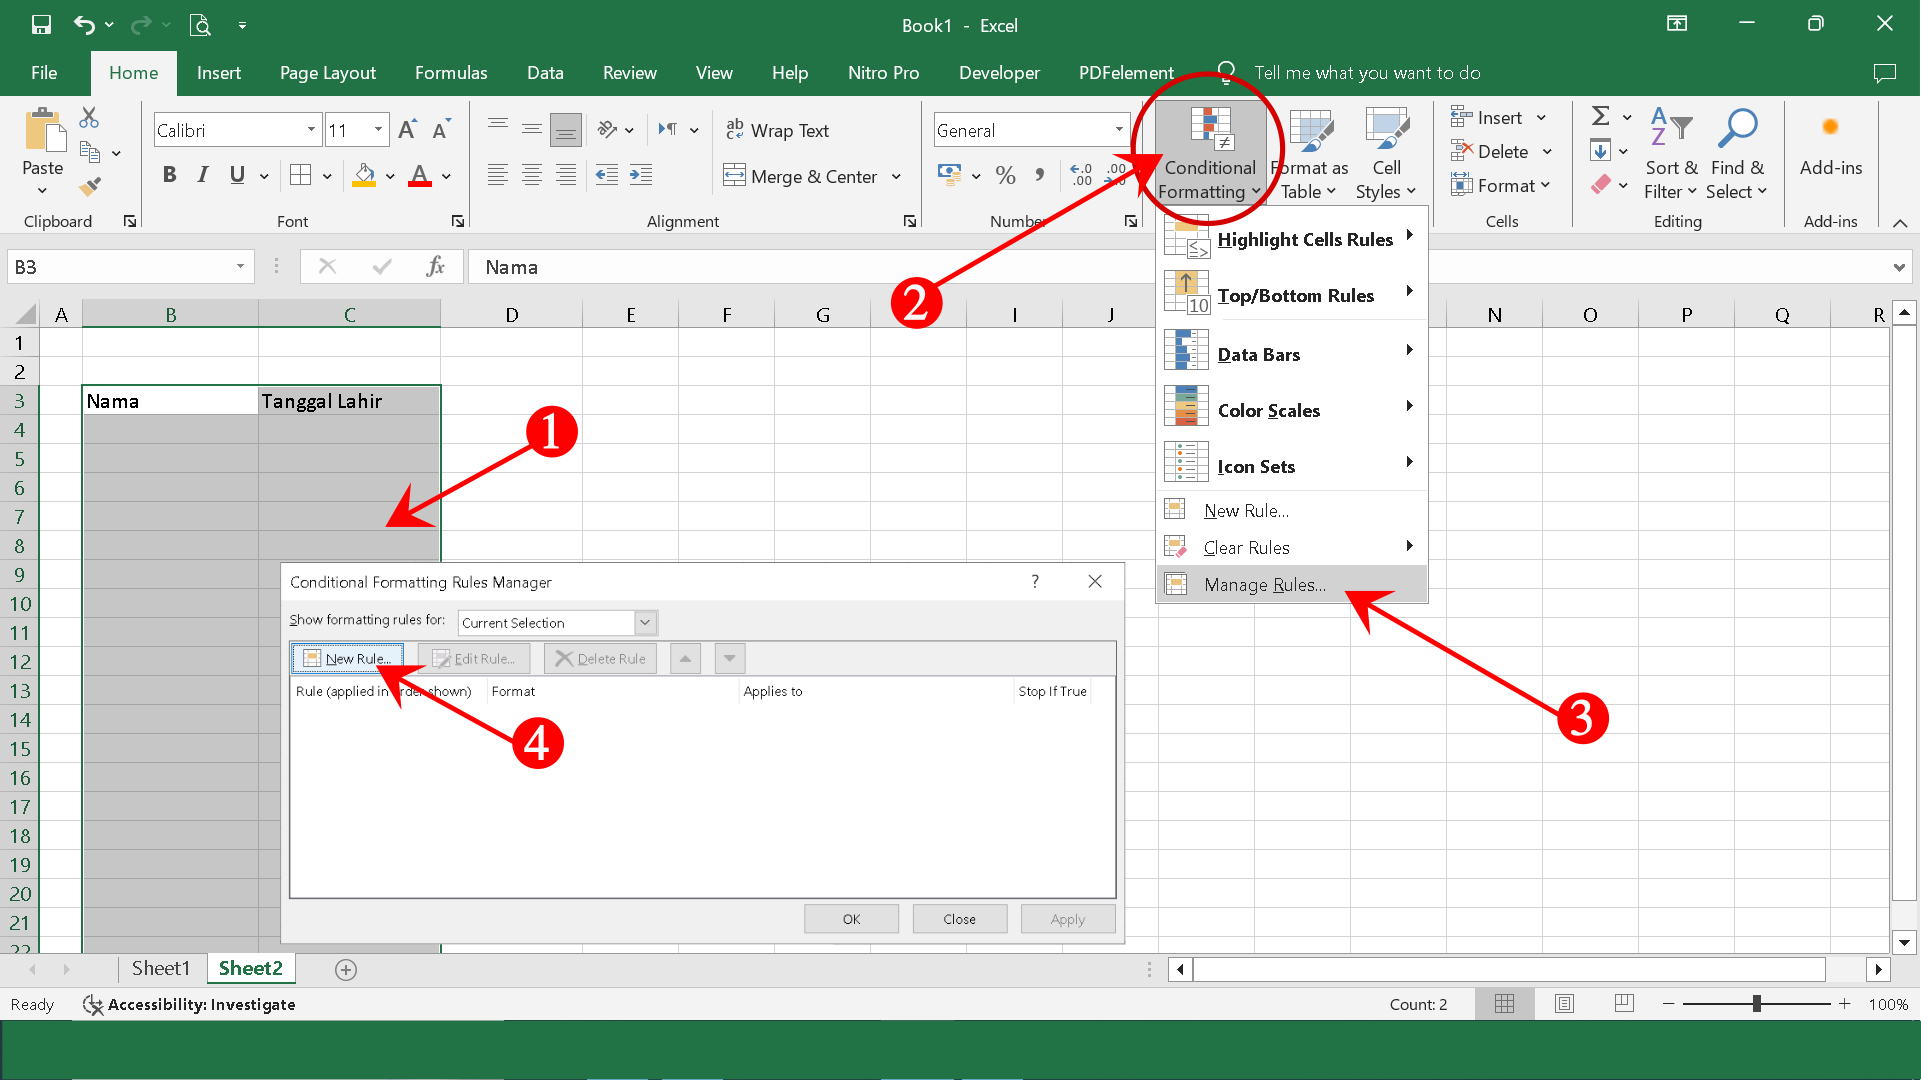 Book1 - Excel
File Home Insert Page Layout Formulas Data Review View Help Nitro Pro Developer PDFelement Tell me what you want to do
Paste
Clipboard
Calibri 11
B I U A
Font
ab Wrap Text
Merge & Center
Alignment
General
% , .00
Number
Conditional Formatting
Format as Table
Cell Styles
Insert
Delete
Format
Cells
Sort & Filter
Find & Select
Editing
Add-ins
Add-ins
B3 fx Nama
A B C D E F G I J N O P Q R
1
2
3 Nama Tanggal Lahir
4
5
6
7
8
9
10
11
12
13
14
15
16
17
18
19
20
21
22
1
2
3
4
Highlight Cells Rules
Top/Bottom Rules
10
Data Bars
Color Scales
Icon Sets
New Rule...
Clear Rules
Manage Rules...
Conditional Formatting Rules Manager ?
Show formatting rules for: Current Selection
New Rule... Edit Rule... Delete Rule
Rule (applied in order shown) Format Applies to Stop If True
OK Close Apply
Sheet1 Sheet2
Ready Accessibility: Investigate Count: 2 100%